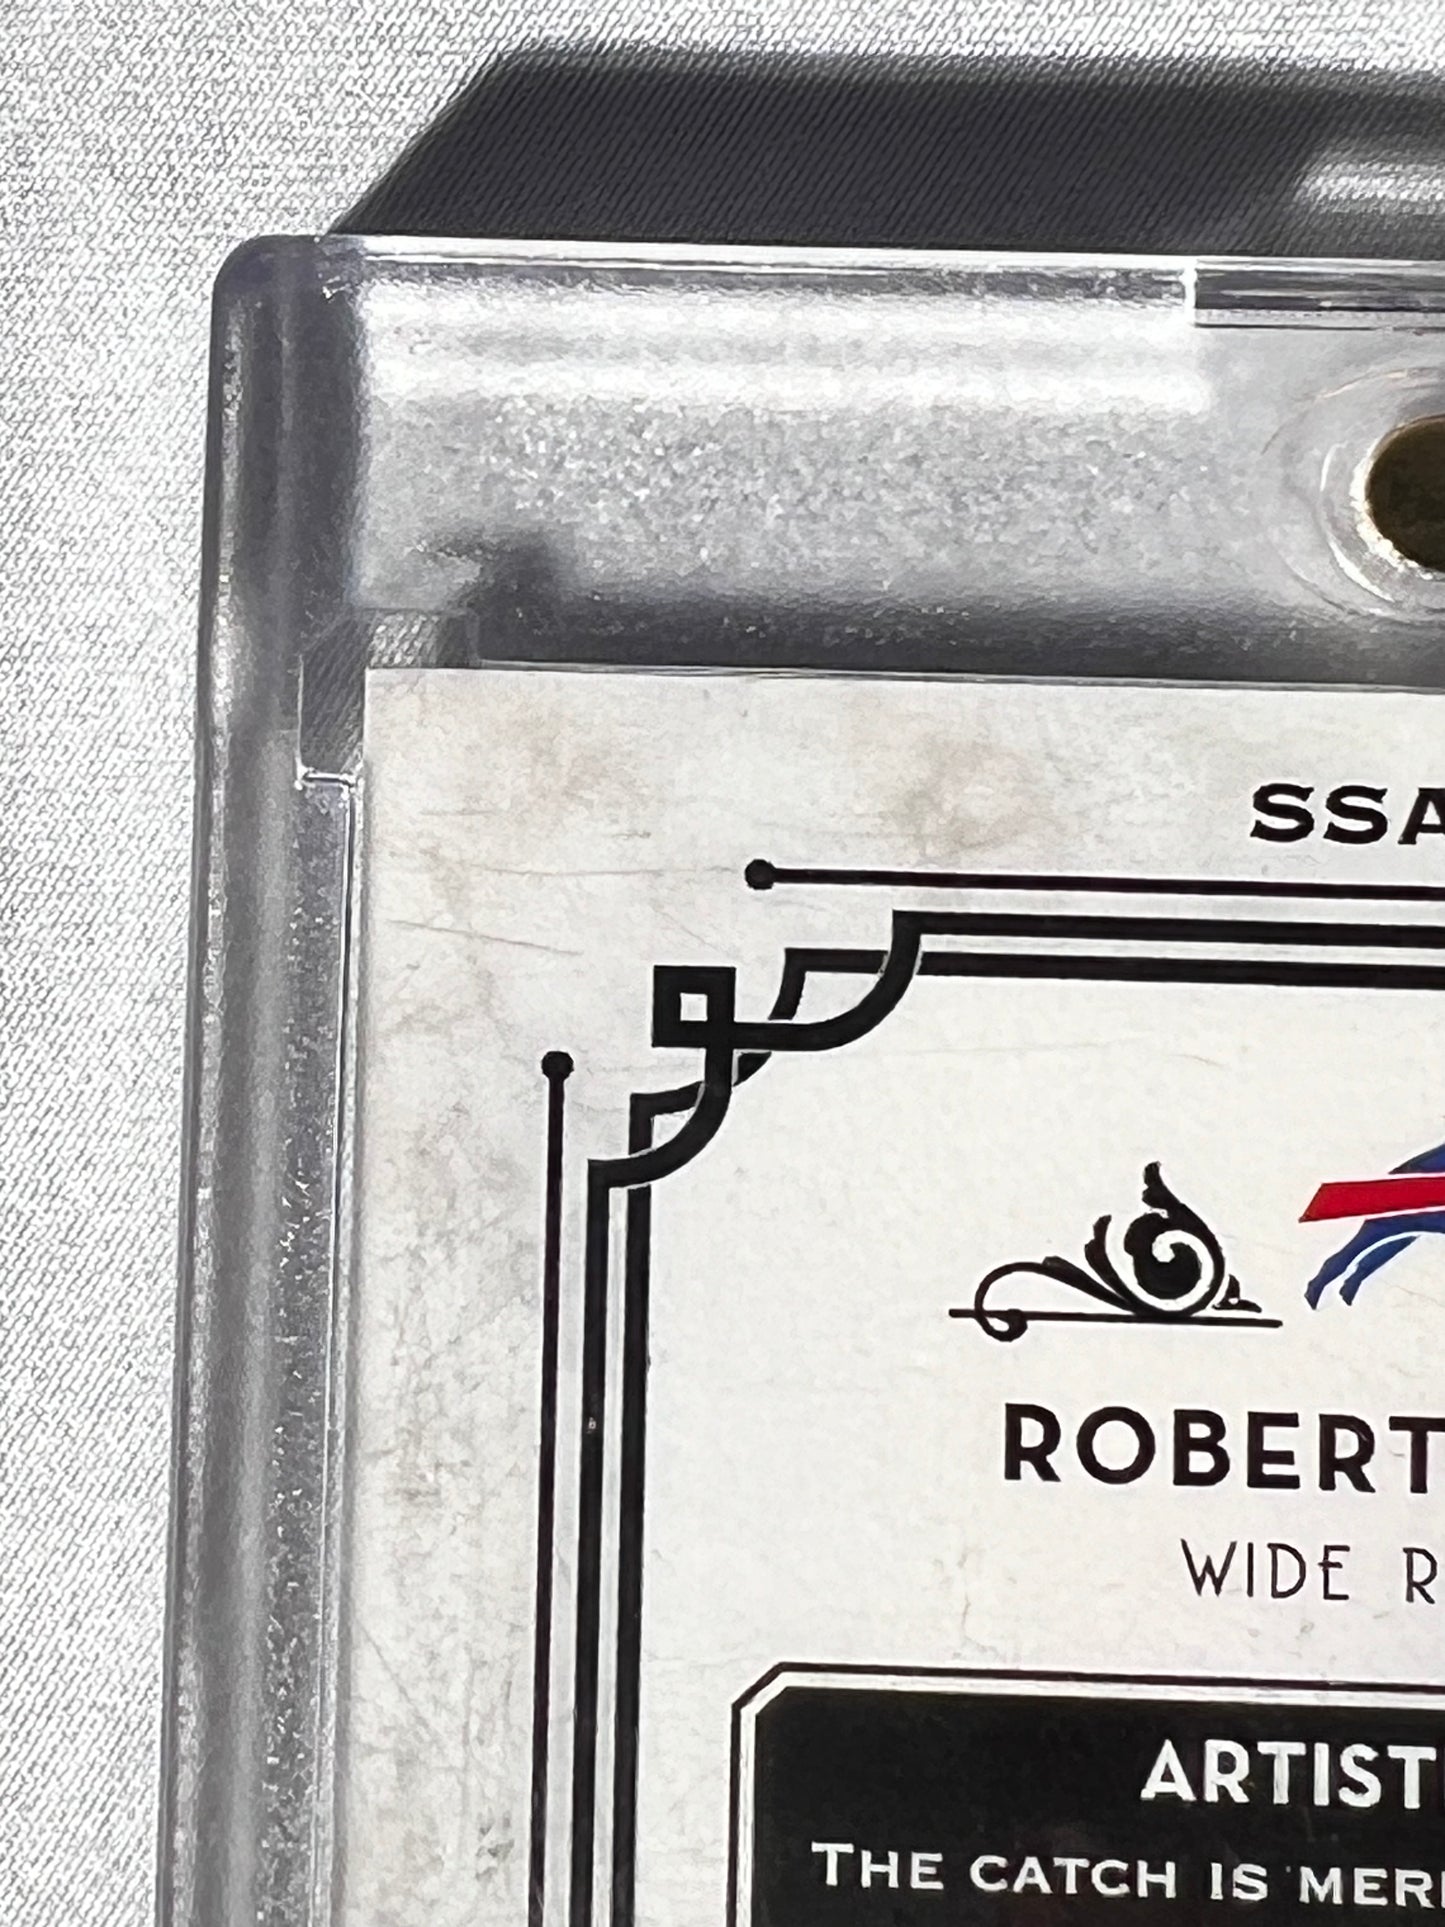 SSA
ROBERT
WIDE R
ARTIST
THE CATCH IS MER